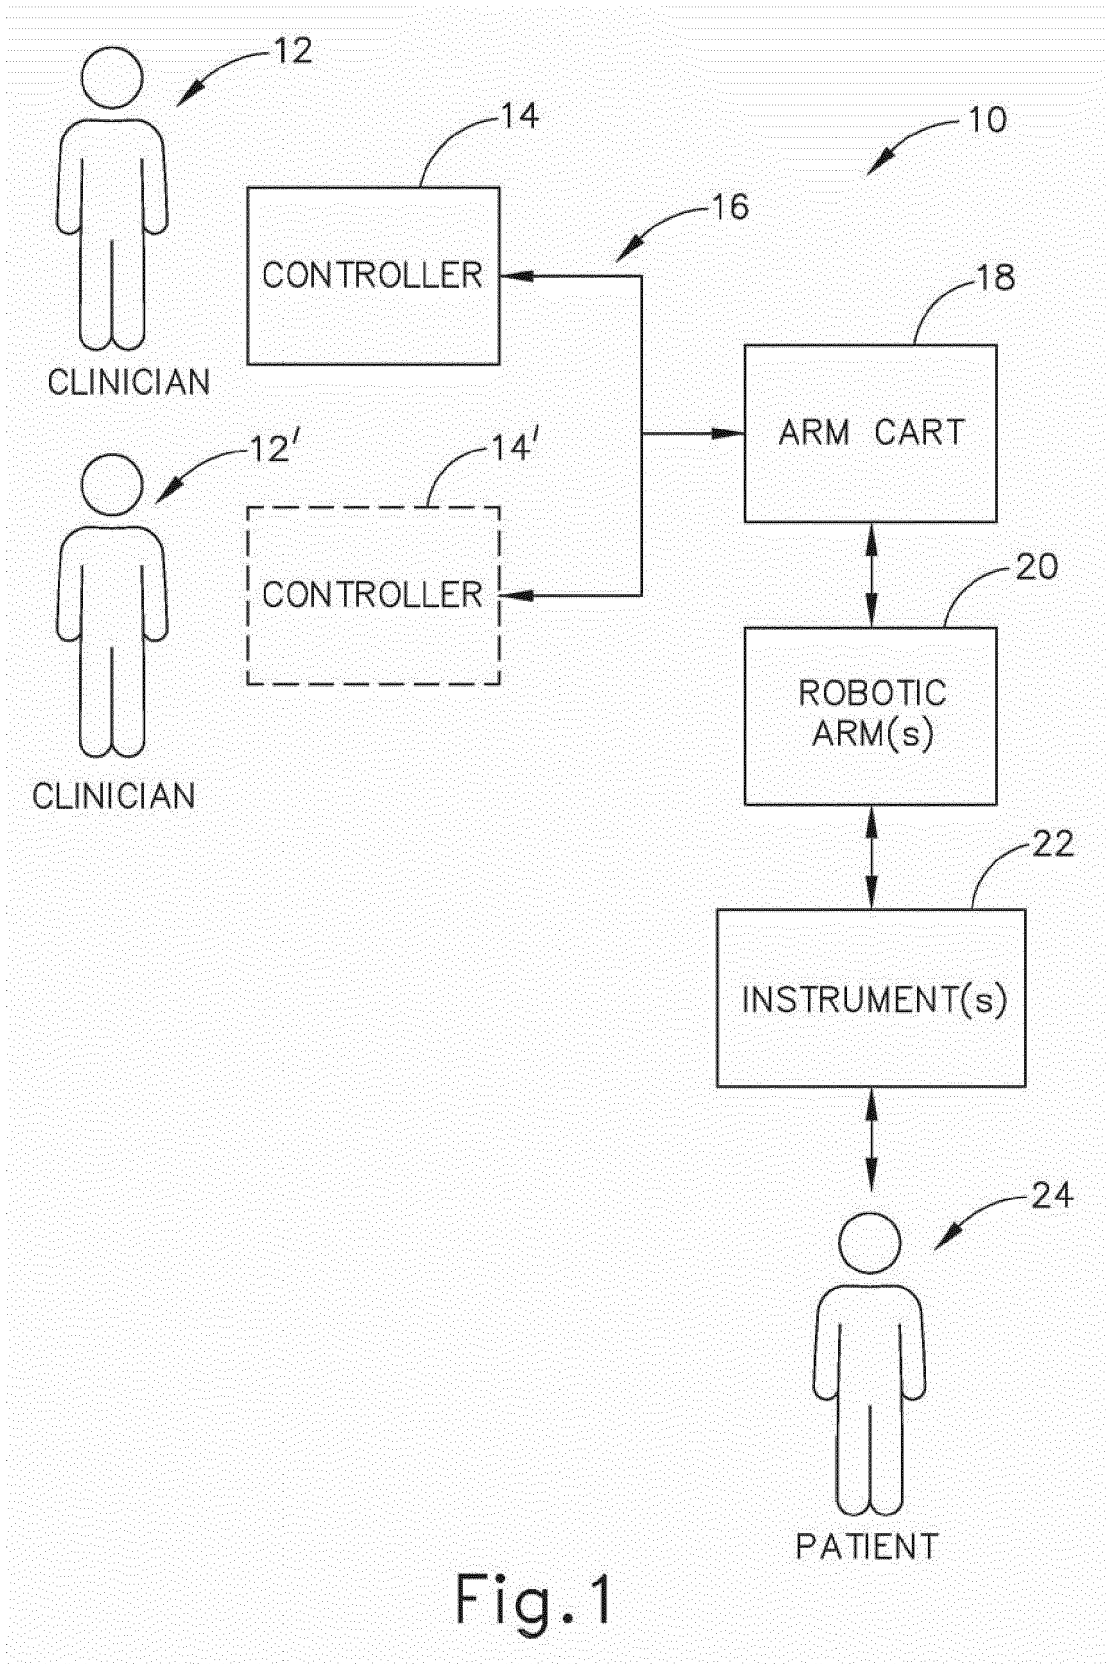 12
14
10
16
CONTROLLER
18
CLINICIAN
ARM CART
12'
14'
CONTROLLER
20
ROBOTIC
ARM(s)
CLINICIAN
22
INSTRUMENT(s)
24
PATIENT
Fig.1